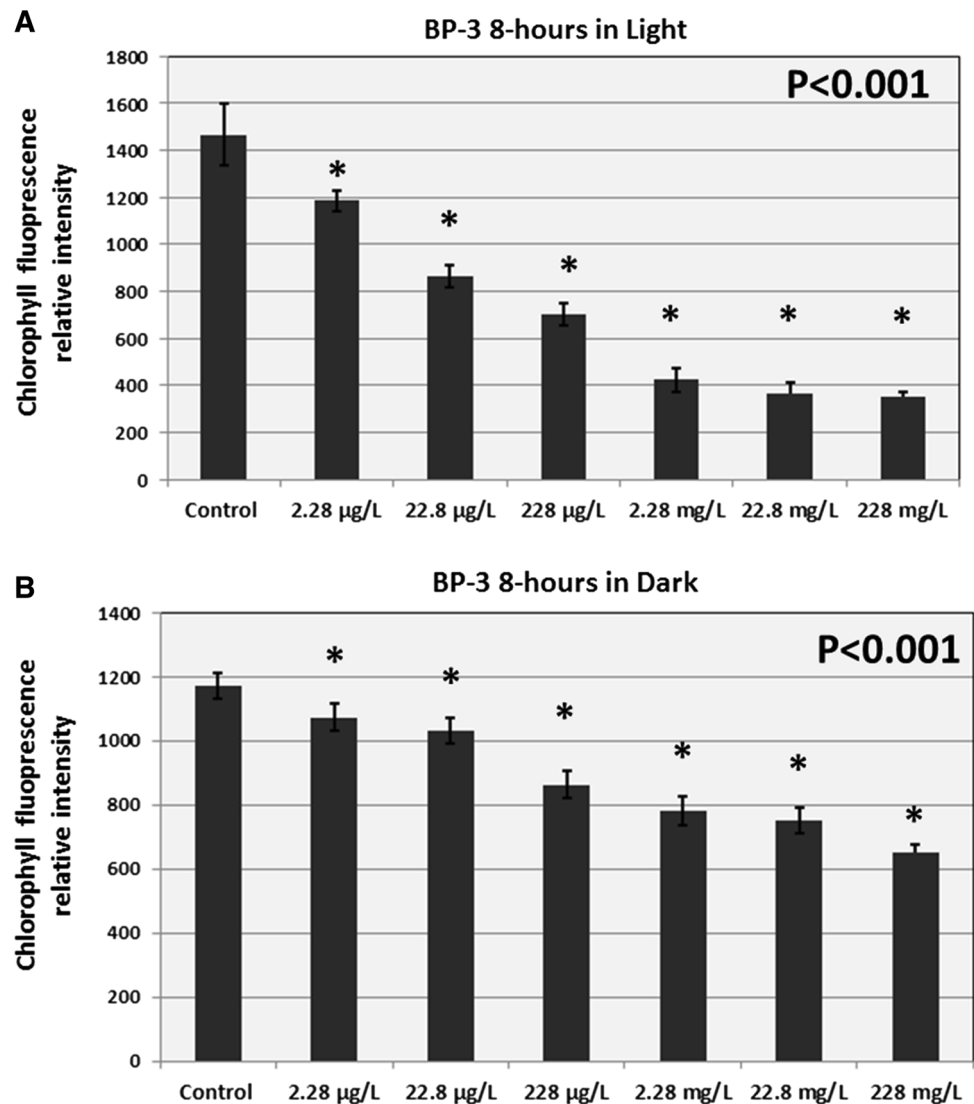 A
BP-3 8-hours in Light
P<0.001
Chlorophyll fluoprescence
relative intensity
1800
1600
1400
1200
1000
800
600
400
200
0
* * * * * *
Control 2.28 µg/L 22.8 µg/L 228 µg/L 2.28 mg/L 22.8 mg/L 228 mg/L
B
BP-3 8-hours in Dark
P<0.001
Chlorophyll fluoprescence
relative intensity
1400
1200
1000
800
600
400
200
0
* * * * * *
Control 2.28 µg/L 22.8 µg/L 228 µg/L 2.28 mg/L 22.8 mg/L 228 mg/L